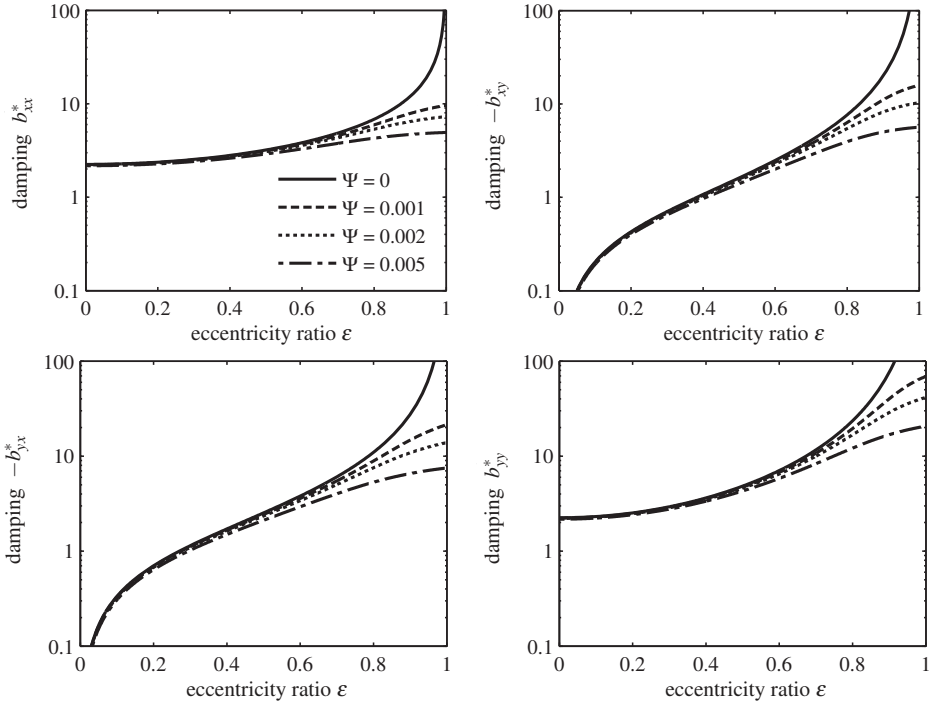 100
10
1
0.1
damping b*xx
Ψ = 0
Ψ = 0.001
Ψ = 0.002
Ψ = 0.005
0 0.2 0.4 0.6 0.8 1
eccentricity ratio ε
100
10
1
0.1
damping −b*xy
0 0.2 0.4 0.6 0.8 1
eccentricity ratio ε
100
10
1
0.1
damping −b*yx
0 0.2 0.4 0.6 0.8 1
eccentricity ratio ε
100
10
1
0.1
damping b*yy
0 0.2 0.4 0.6 0.8 1
eccentricity ratio ε